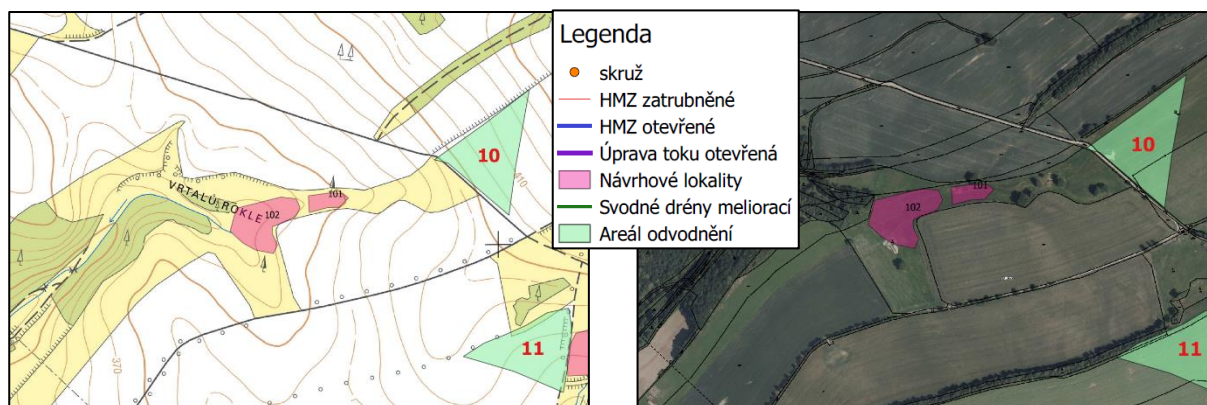 10
410
VRTALŮ ROKLE
101
102
370
11
Legenda
skruž
HMZ zatrubněné
HMZ otevřené
Úprava toku otevřená
Návrhové lokality
Svodné drény meliorací
Areál odvodnění
10
101
102
11